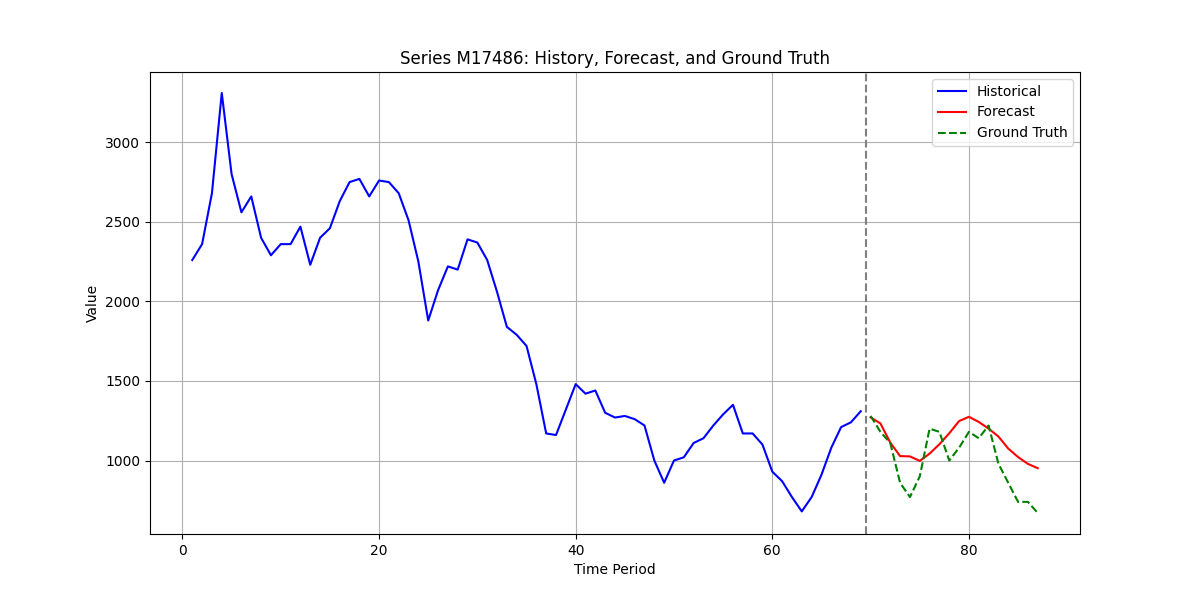 Series M17486: History, Forecast, and Ground Truth
Historical
Forecast
Ground Truth
Value
3000
2500
2000
1500
1000
0
20
40
60
80
Time Period